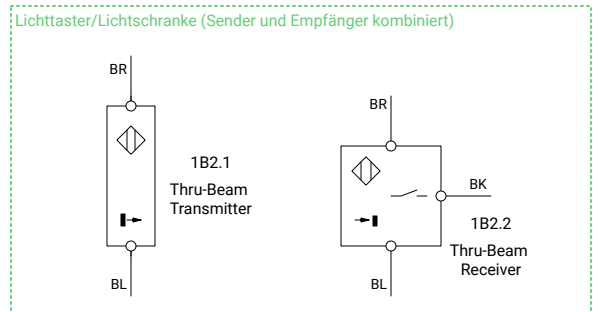 Lichttaster/Lichtschranke (Sender und Empfänger kombiniert)
BR
1B2.1
Thru-Beam
Transmitter
BL
BR
BK
1B2.2
Thru-Beam
Receiver
BL